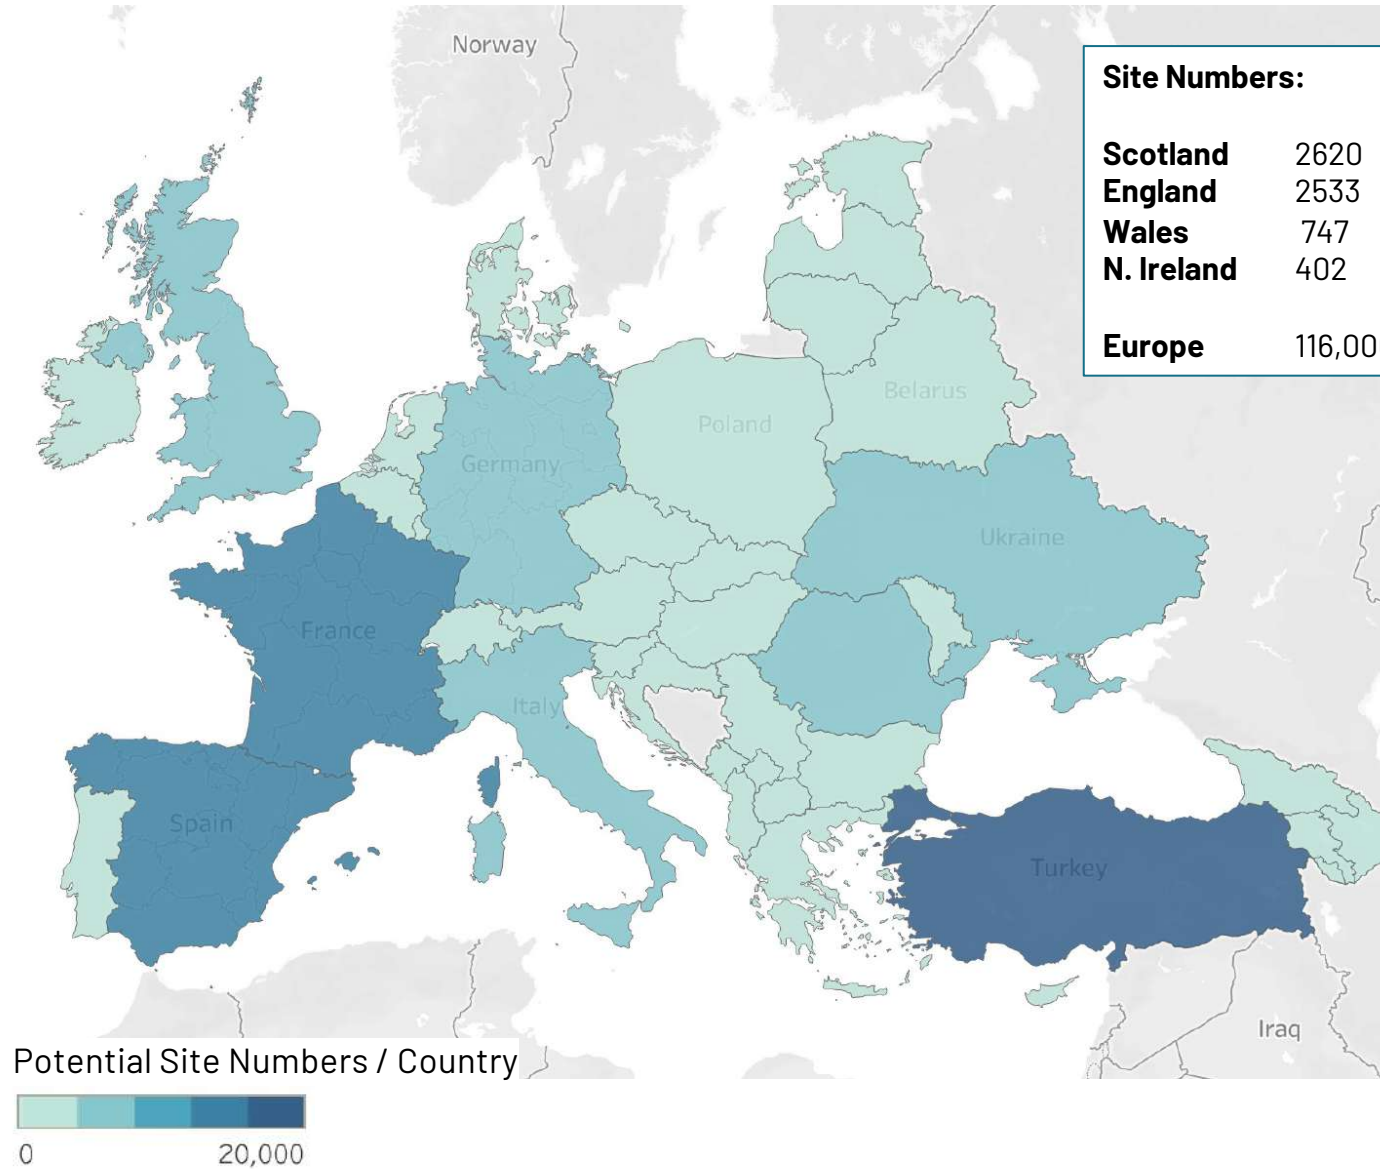 Norway
Site Numbers:
Scotland 2620
England 2533
Wales 747
N. Ireland 402
Europe 116,00
Belarus
Poland
Germany
Ukraine
France
Italy
Spain
Turkey
Iraq
Potential Site Numbers / Country
0 20,000